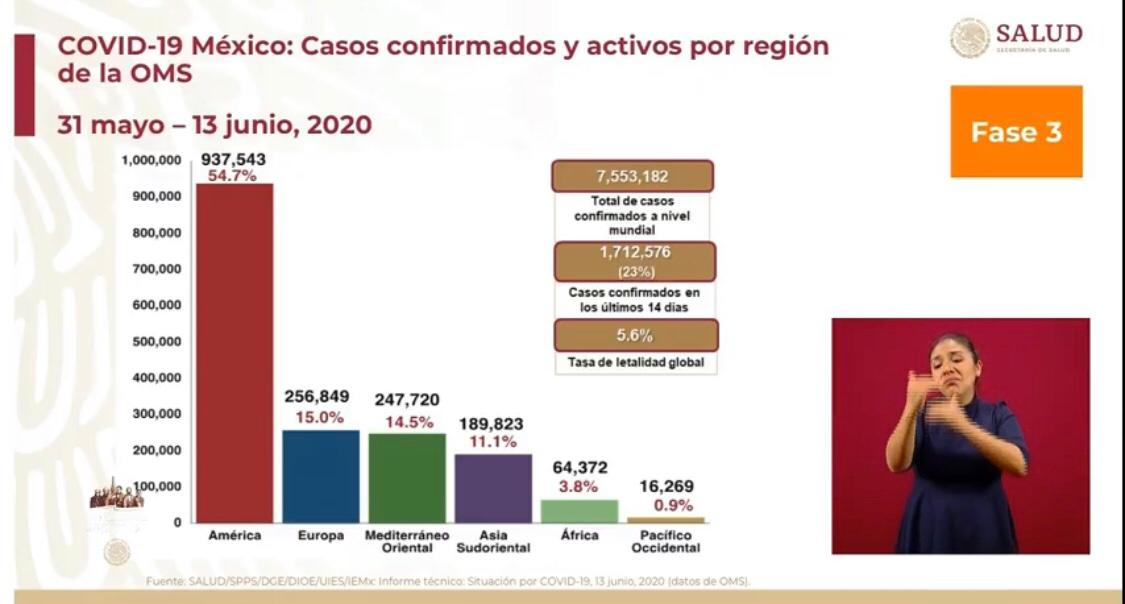 COVID-19 México: Casos confirmados y activos por región
de la OMS
31 mayo – 13 junio, 2020
SALUD
SECRETARÍA DE SALUD
Fase 3
1,000,000
900,000
800,000
700,000
600,000
500,000
400,000
300,000
200,000
100,000
0
937,543
54.7%
256,849
15.0%
247,720
14.5%
189,823
11.1%
64,372
3.8%
16,269
0.9%
América
Europa
Mediterráneo
Oriental
Asia
Sudoriental
África
Pacífico
Occidental
7,553,182
Total de casos
confirmados a nivel
mundial
1,712,576
(23%)
Casos confirmados en
los últimos 14 dias
5.6%
Tasa de letalidad global
Fuente: SALUD/SPPS/DGE/DIOE/UIES/IEMx: Informe técnico: Situación por COVID-19, 13 junio, 2020 (datos de OMS).